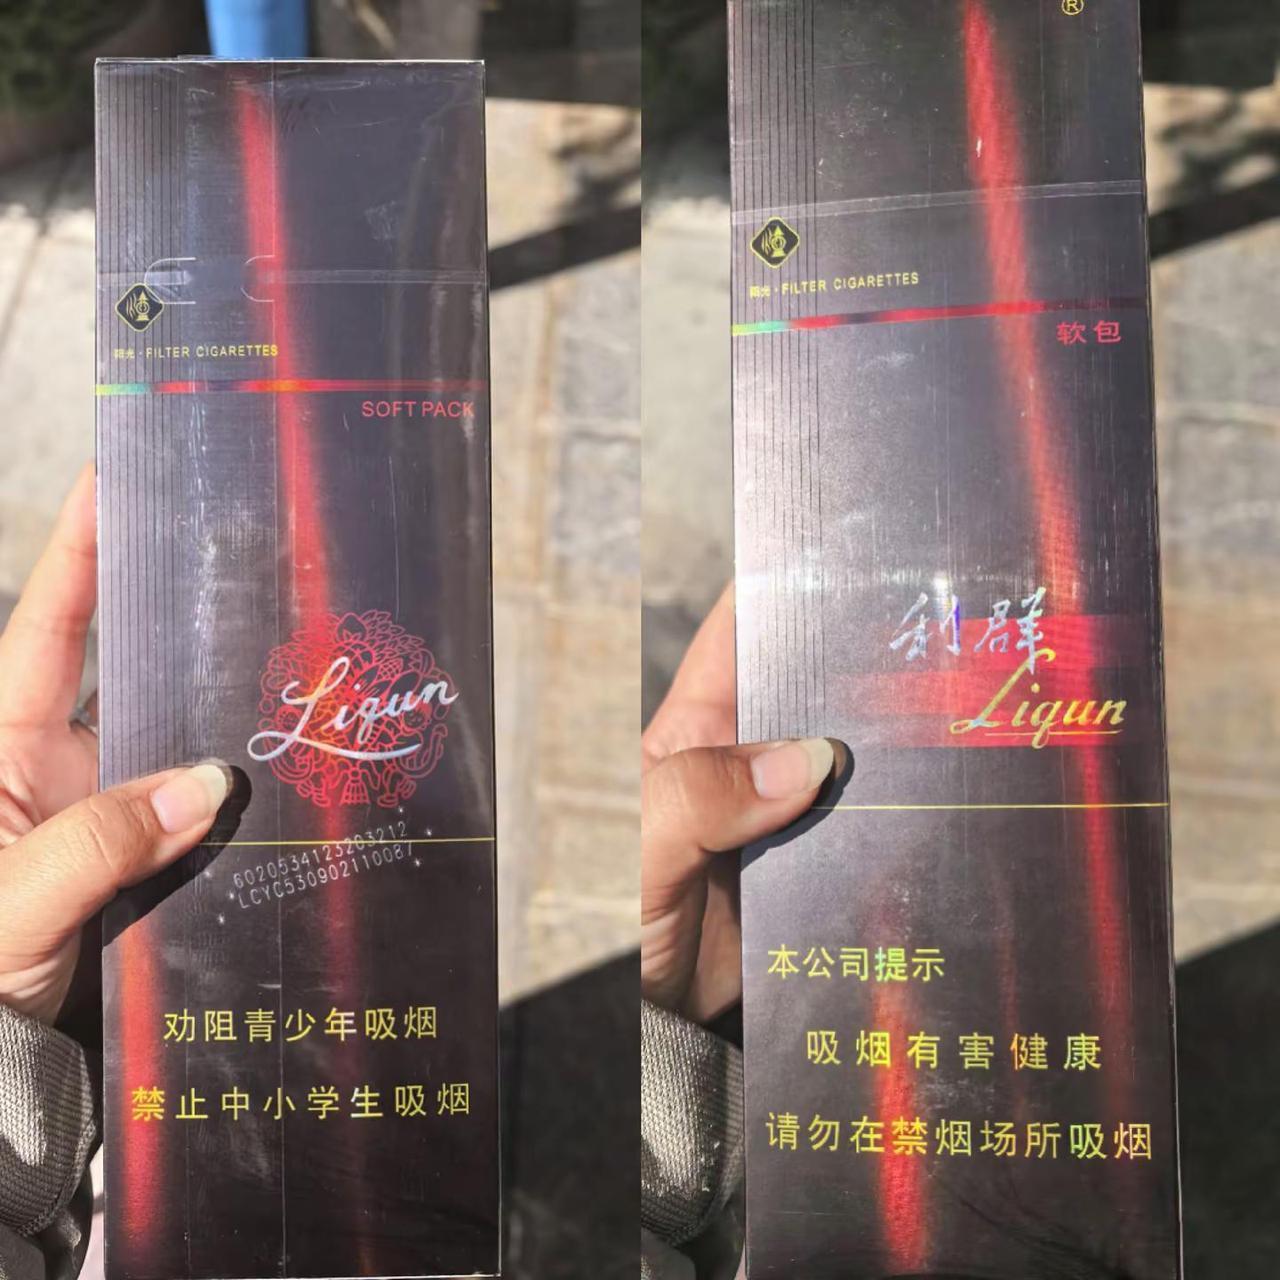 阳光·FILTER CIGARETTES
SOFT PACK
Liqun
6020534123203212
LCYC530902110087
劝阻青少年吸烟
禁止中小学生吸烟
®
阳光·FILTER CIGARETTES
软包
利群
Liqun
本公司提示
吸烟有害健康
请勿在禁烟场所吸烟